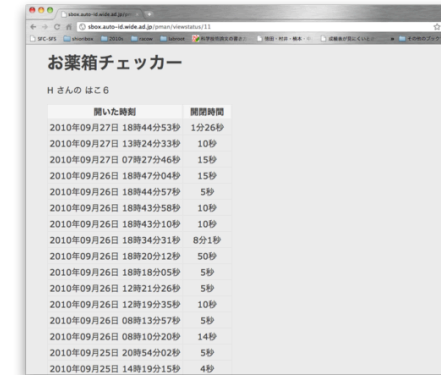 sbox.auto-id.wide.ad.jp/pman/viewstatus/11
お薬箱チェッカー
H さんの はこ６
開いた時刻 開閉時間
2010年09月27日 18時44分53秒 1分26秒
2010年09月27日 13時24分33秒 10秒
2010年09月27日 07時27分46秒 15秒
2010年09月26日 18時47分04秒 15秒
2010年09月26日 18時44分57秒 5秒
2010年09月26日 18時43分58秒 10秒
2010年09月26日 18時43分10秒 10秒
2010年09月26日 18時34分31秒 8分1秒
2010年09月26日 18時20分12秒 50秒
2010年09月26日 18時18分05秒 5秒
2010年09月26日 12時21分26秒 5秒
2010年09月26日 12時19分35秒 10秒
2010年09月26日 08時13分57秒 5秒
2010年09月26日 08時10分20秒 14秒
2010年09月25日 20時54分02秒 5秒
2010年09月25日 14時19分15秒 4秒